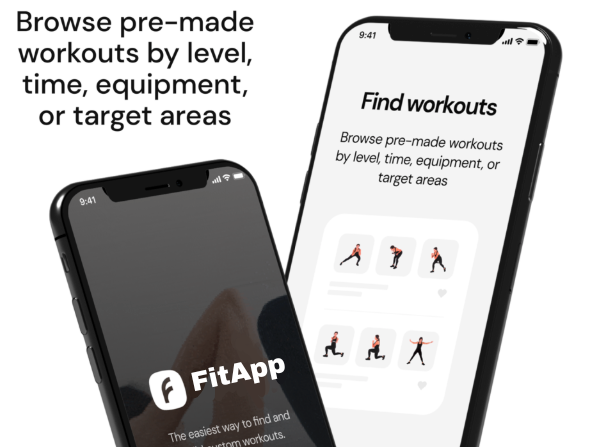 Browse pre-made
workouts by level,
time, equipment,
or target areas
9:41
Find workouts
Browse pre-made workouts
by level, time, equipment, or
target areas
9:41
FitApp
The easiest way to find and
custom workouts.